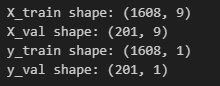 X_train shape: (1608, 9)
X_val shape: (201, 9)
y_train shape: (1608, 1)
y_val shape: (201, 1)